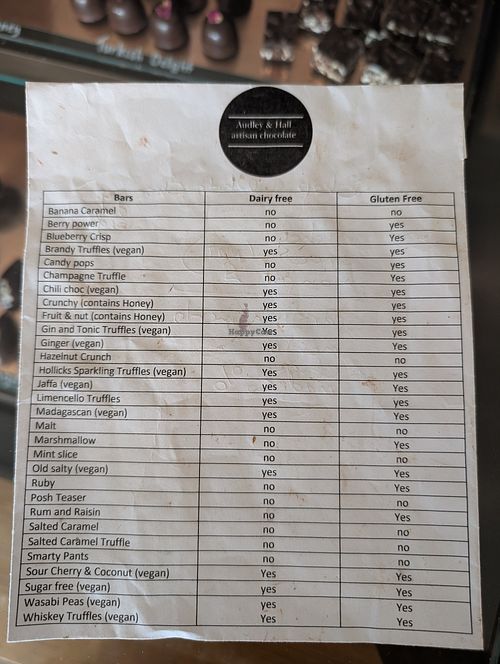 Turkish Delight
Audley & Hall
artisan chocolate
Bars Dairy free Gluten Free
Banana Caramel no no
Berry power no yes
Blueberry Crisp no Yes
Brandy Truffles (vegan) yes yes
Candy pops no yes
Champagne Truffle no Yes
Chili choc (vegan) yes yes
Crunchy (contains Honey) yes yes
Fruit & nut (contains Honey) yes yes
Gin and Tonic Truffles (vegan) Yes yes
HappyCow
Ginger (vegan) yes Yes
Hazelnut Crunch no no
Hollicks Sparkling Truffles (vegan) Yes yes
Jaffa (vegan) yes yes
Limencello Truffles yes yes
Madagascan (vegan) yes Yes
Malt no no
Marshmallow no Yes
Mint slice no no
Old salty (vegan) yes Yes
Ruby no Yes
Posh Teaser no no
Rum and Raisin no Yes
Salted Caramel no no
Salted Caramel Truffle no no
Smarty Pants no no
Sour Cherry & Coconut (vegan) Yes Yes
Sugar free (vegan) yes Yes
Wasabi Peas (vegan) yes Yes
Whiskey Truffles (vegan) Yes Yes